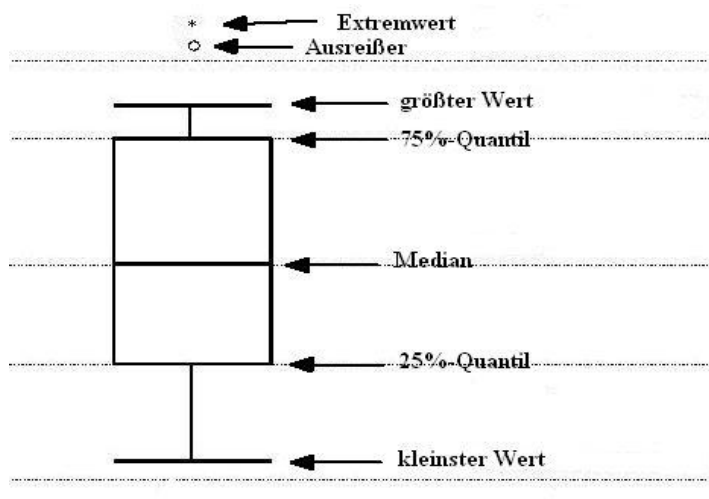 * Extremwert
Ausreißer
größter Wert
75%-Quantil
Median
25%-Quantil
kleinster Wert